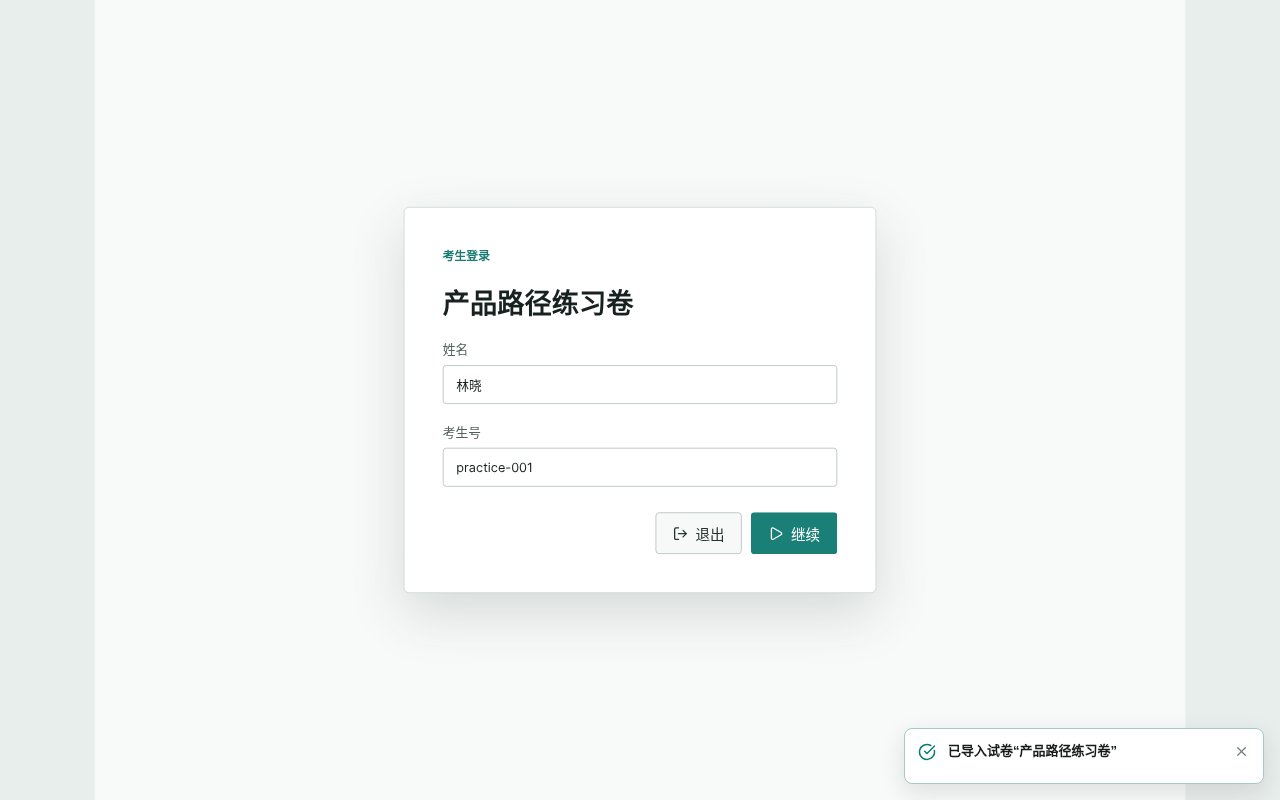 考生登录
产品路径练习卷
姓名
林晓
考生号
practice-001
退出
继续
已导入试卷“产品路径练习卷”